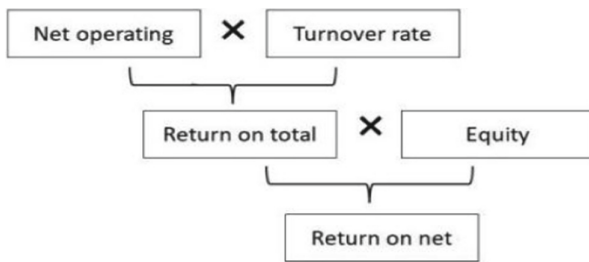 Net operating × Turnover rate
Return on total × Equity
Return on net